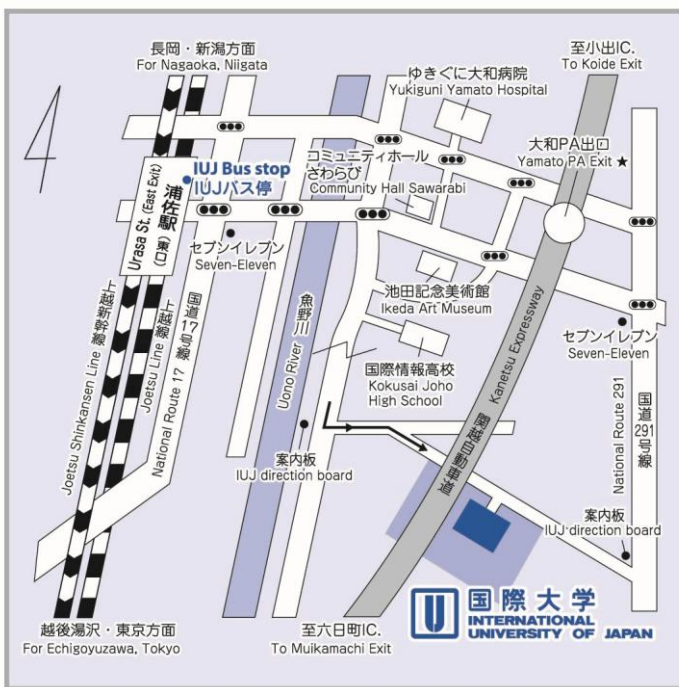 長岡・新潟方面
For Nagaoka, Niigata
至小出IC.
To Koide Exit
ゆきぐに大和病院
Yukiguni Yamato Hospital
大和PA出口
Yamato PA Exit ★
コミュニティホール
さわらび
Community Hall Sawarabi
IUJ Bus stop
IUJバス停
浦佐駅(東口)
Urasa St. (East Exit)
セブンイレブン
Seven-Eleven
池田記念美術館
Ikeda Art Museum
魚野川
Uono River
国際情報高校
Kokusai Joho
High School
Kanetsu Expressway
関越自動車道
セブンイレブン
Seven-Eleven
上越新幹線
Joetsu Shinkansen Line
上越線
Joetsu Line
国道17号線
National Route 17
National Route 291
国道291号線
案内板
IUJ direction board
案内板
IUJ direction board
越後湯沢・東京方面
For Echigoyuzawa, Tokyo
至六日町IC.
To Muikamachi Exit
国際大学
INTERNATIONAL
UNIVERSITY OF JAPAN